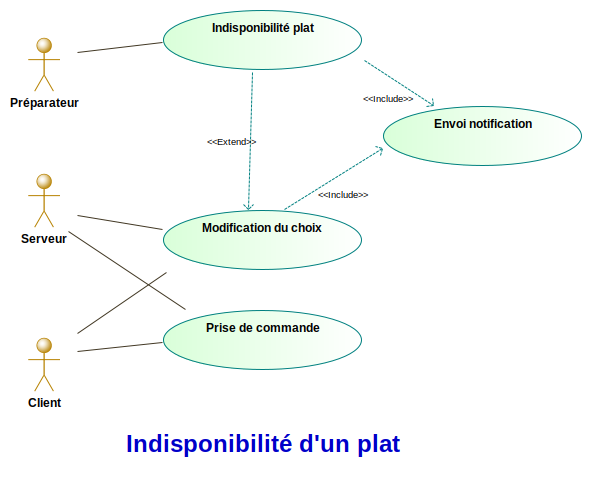 Indisponibilité plat
Préparateur
<<Include>>
Envoi notification
<<Extend>>
<<Include>>
Modification du choix
Serveur
Prise de commande
Client
Indisponibilité d'un plat